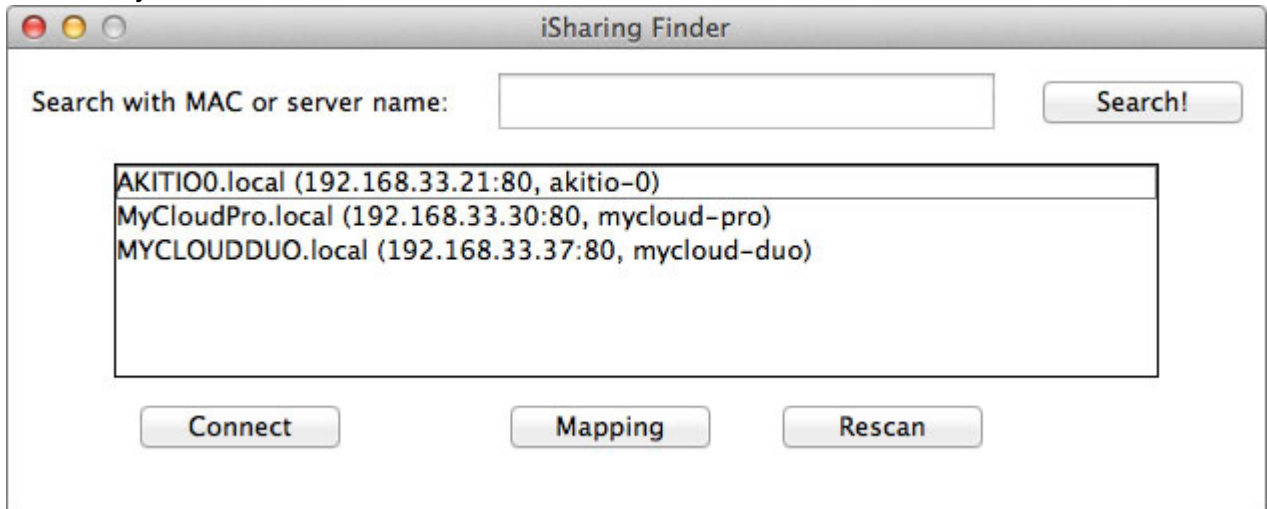 iSharing Finder
Search with MAC or server name:
Search!
AKITIO0.local (192.168.33.21:80, akitio-0)
MyCloudPro.local (192.168.33.30:80, mycloud-pro)
MYCLOUDDUO.local (192.168.33.37:80, mycloud-duo)
Connect
Mapping
Rescan